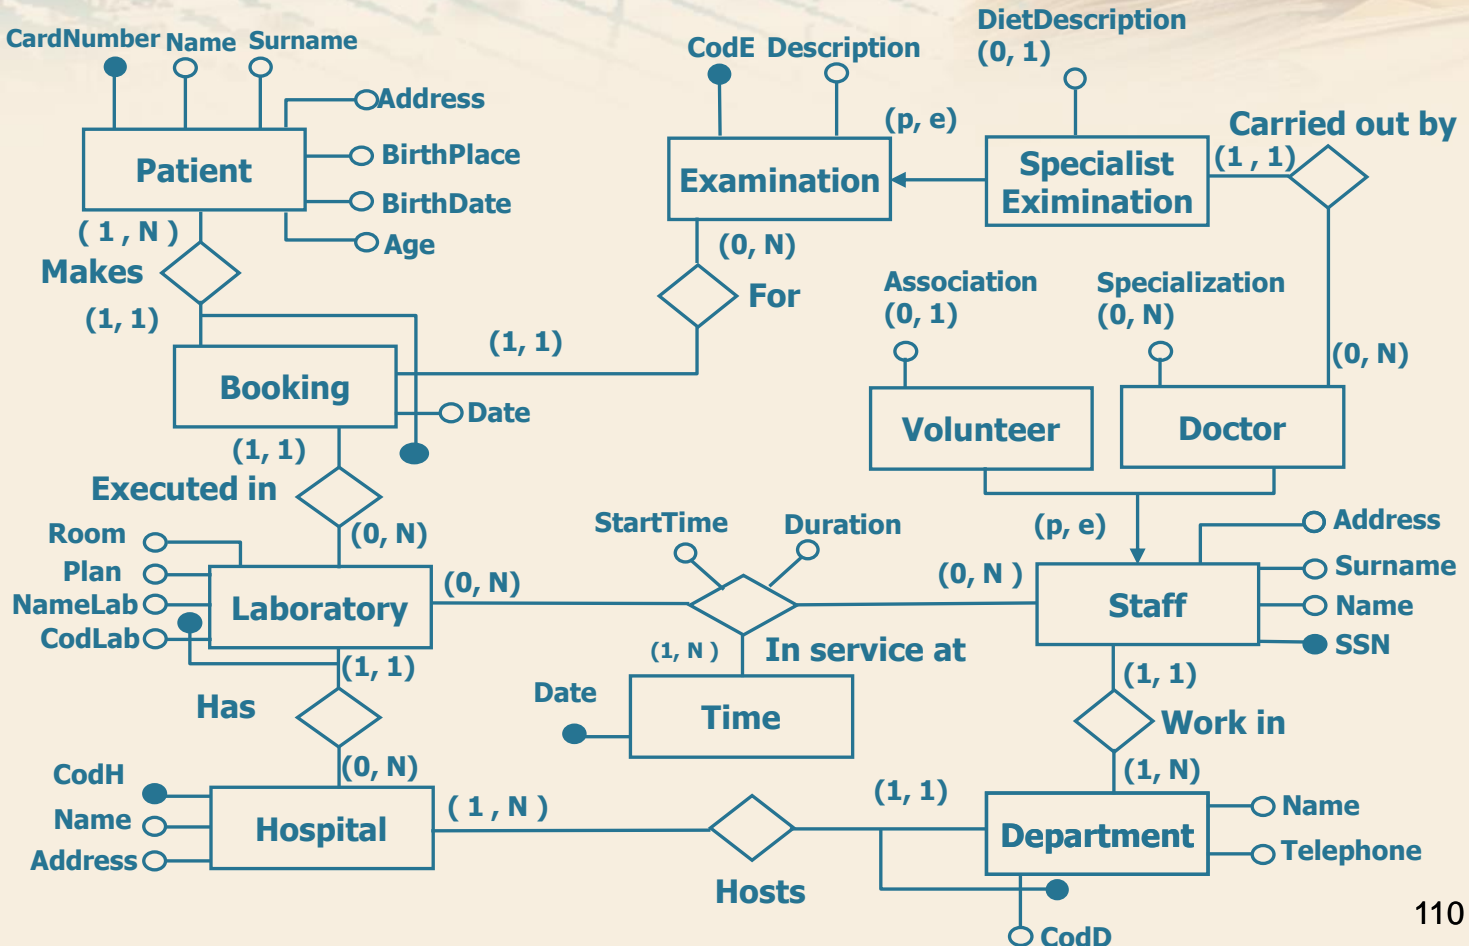 DietDescription
(0, 1)
CardNumber Name Surname
CodE Description
Address
(p, e)
Carried out by
Patient
BirthPlace
Examination
Specialist
Eximination
(1 , 1)
BirthDate
( 1 , N )
Age
(0, N)
Makes
For
Association
(0, 1)
Specialization
(0, N)
(1, 1)
(1, 1)
(0, N)
Booking
Date
Volunteer
Doctor
(1, 1)
Executed in
(0, N)
StartTime
Duration
(p, e)
Address
Room
Plan
NameLab
CodLab
Laboratory
(0, N)
(0, N )
Staff
Surname
Name
SSN
(1, 1)
(1, N )
In service at
(1, 1)
Has
Date
Time
Work in
(0, N)
(1, N)
CodH
Name
Address
Hospital
( 1 , N )
(1, 1)
Department
Name
Telephone
Hosts
CodD
110